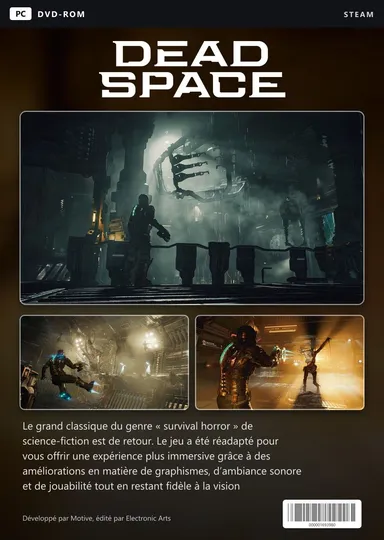 PC DVD-ROM STEAM
DEAD
SPACE
Le grand classique du genre « survival horror » de
science-fiction est de retour. Le jeu a été réadapté pour
vous offrir une expérience plus immersive grâce à des
améliorations en matière de graphismes, d'ambiance sonore
et de jouabilité tout en restant fidèle à la vision
Développé par Motive, édité par Electronic Arts